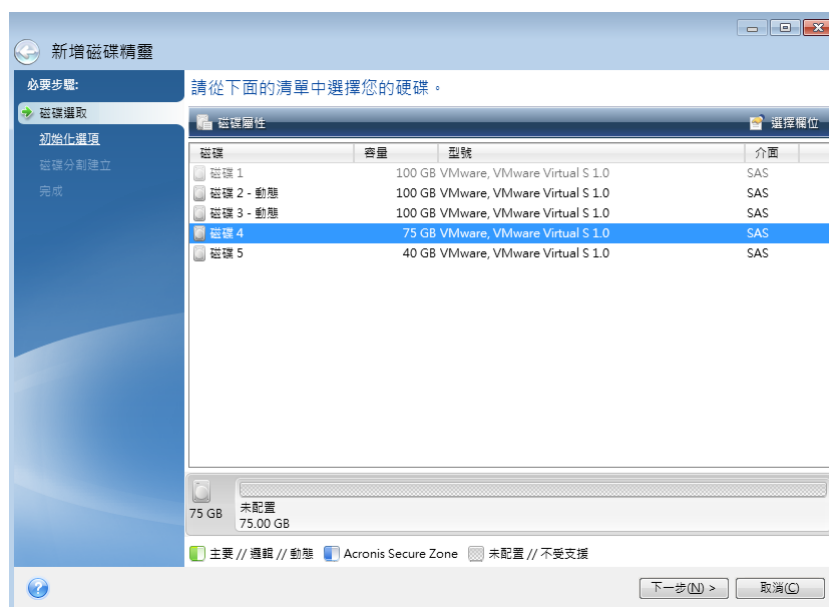 新增磁碟精靈
必要步驟:
磁碟選取
初始化選項
磁碟分割建立
完成
請從下面的清單中選擇您的硬碟。
磁碟屬性 選擇欄位
磁碟 容量 型號 介面
磁碟 1 100 GB VMware, VMware Virtual S 1.0 SAS
磁碟 2 - 動態 100 GB VMware, VMware Virtual S 1.0 SAS
磁碟 3 - 動態 100 GB VMware, VMware Virtual S 1.0 SAS
磁碟 4 75 GB VMware, VMware Virtual S 1.0 SAS
磁碟 5 40 GB VMware, VMware Virtual S 1.0 SAS
75 GB
未配置
75.00 GB
主要 // 邏輯 // 動態 Acronis Secure Zone 未配置 // 不受支援
下一步(N) > 取消(C)